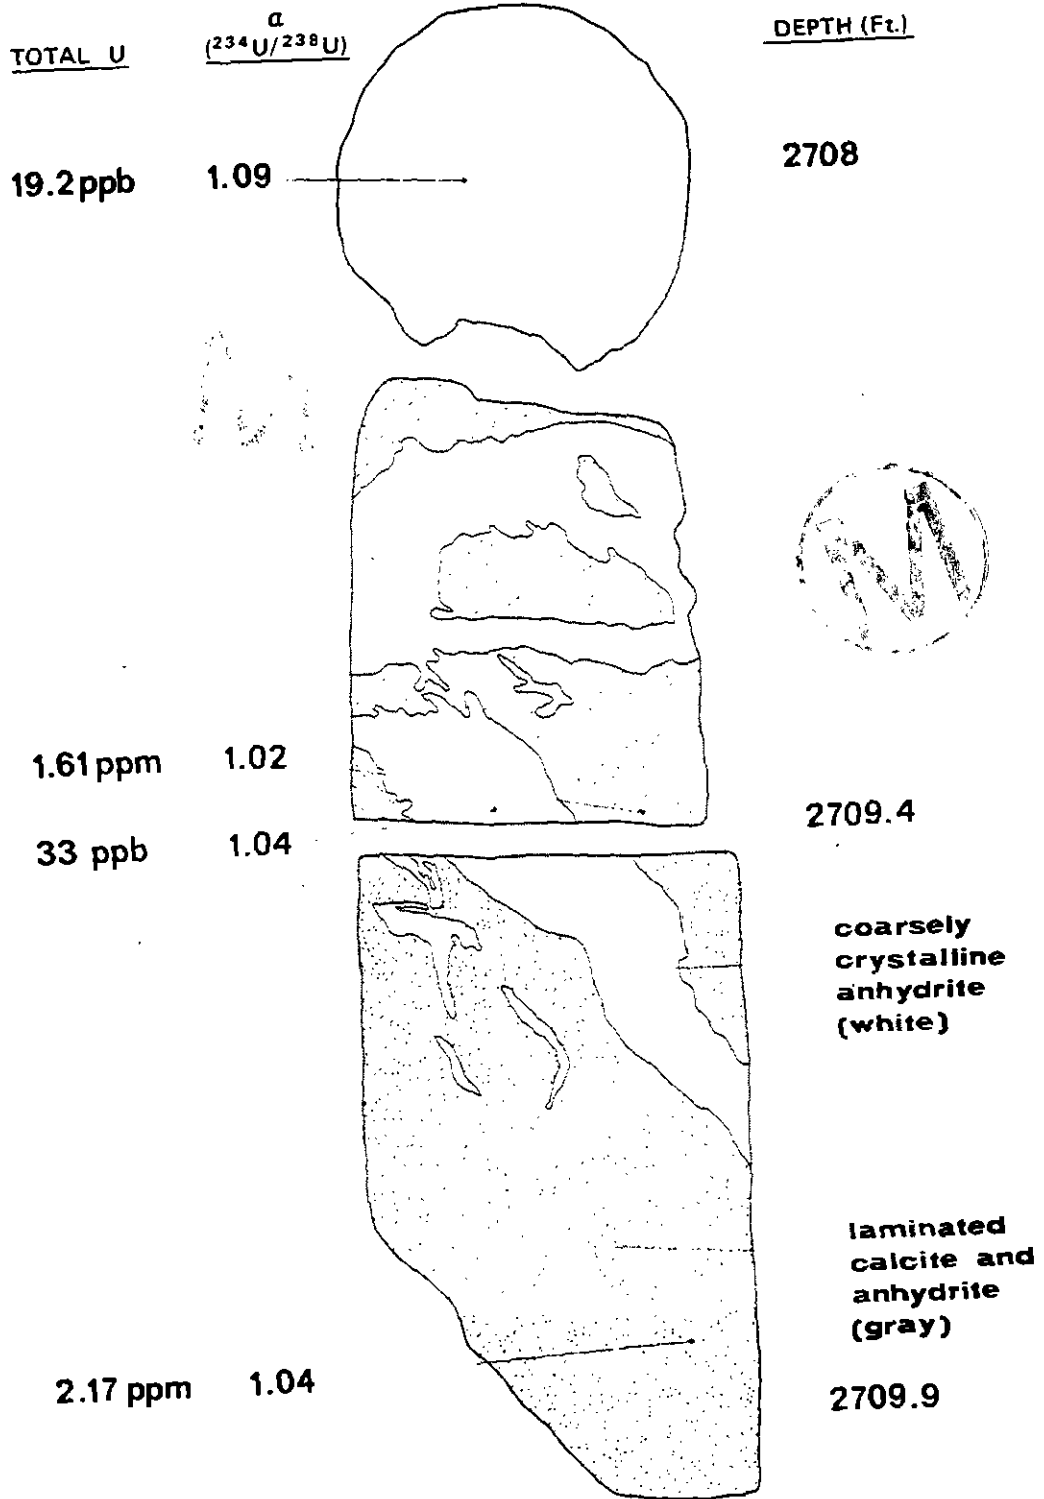 TOTAL U
α
(²³⁴U/²³⁸U)
DEPTH (Ft.)
19.2 ppb 1.09 2708
1.61 ppm 1.02
2709.4
33 ppb 1.04
coarsely
crystalline
anhydrite
(white)
laminated
calcite and
anhydrite
(gray)
2.17 ppm 1.04 2709.9